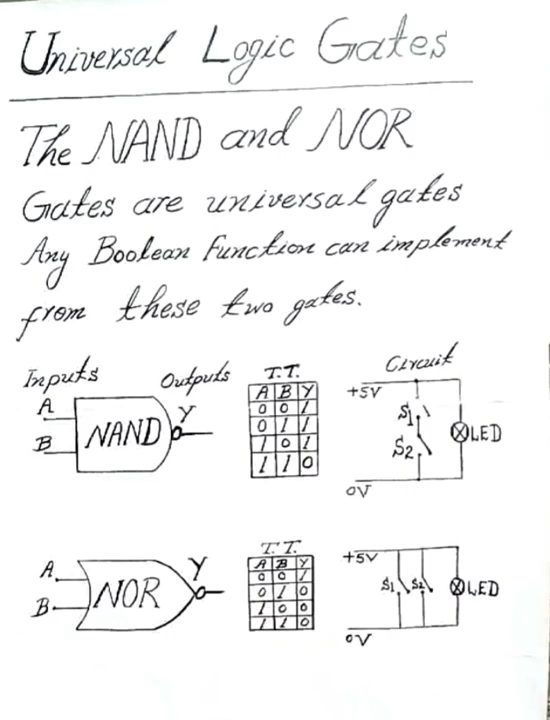 Universal Logic Gates
The NAND and NOR
Gates are universal gates
Any Boolean Function can implement
from these two gates.
Inputs Outputs T.T. Circuit
A
B
NAND
Y
A B Y
0 0 1
0 1 1
1 0 1
1 1 0
+5V
S1
S2
LED
0V
A
B
NOR
Y
T.T.
A B Y
0 0 1
0 1 0
1 0 0
1 1 0
+5V
S1 S2 LED
0V